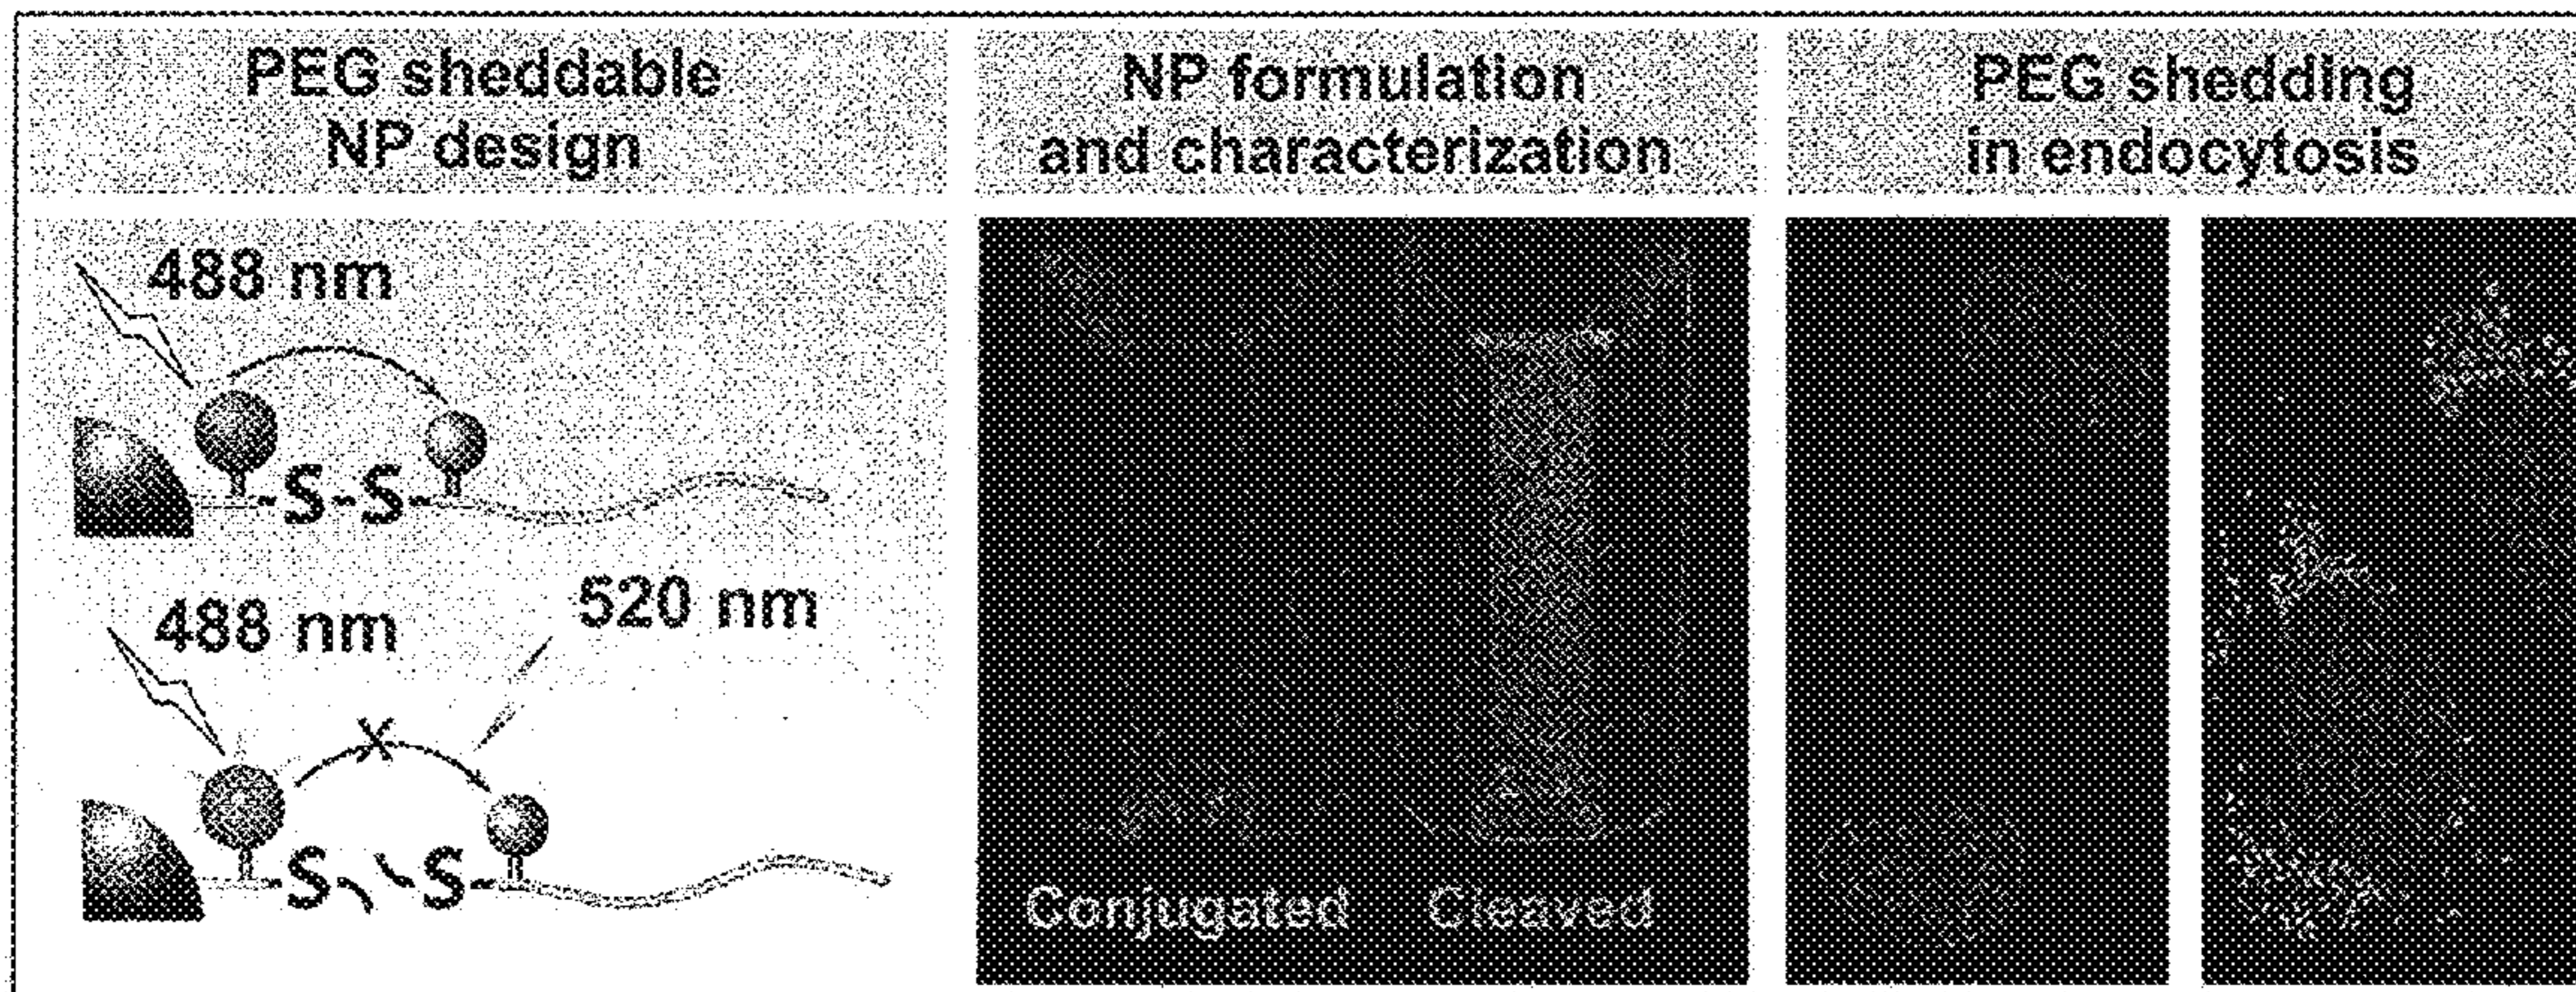 PEG sheddable
NP design
NP formulation
and characterization
PEG shedding
in endocytosis
488 nm
S-S
488 nm
520 nm
X
S
S
Conjugated
Cleaved